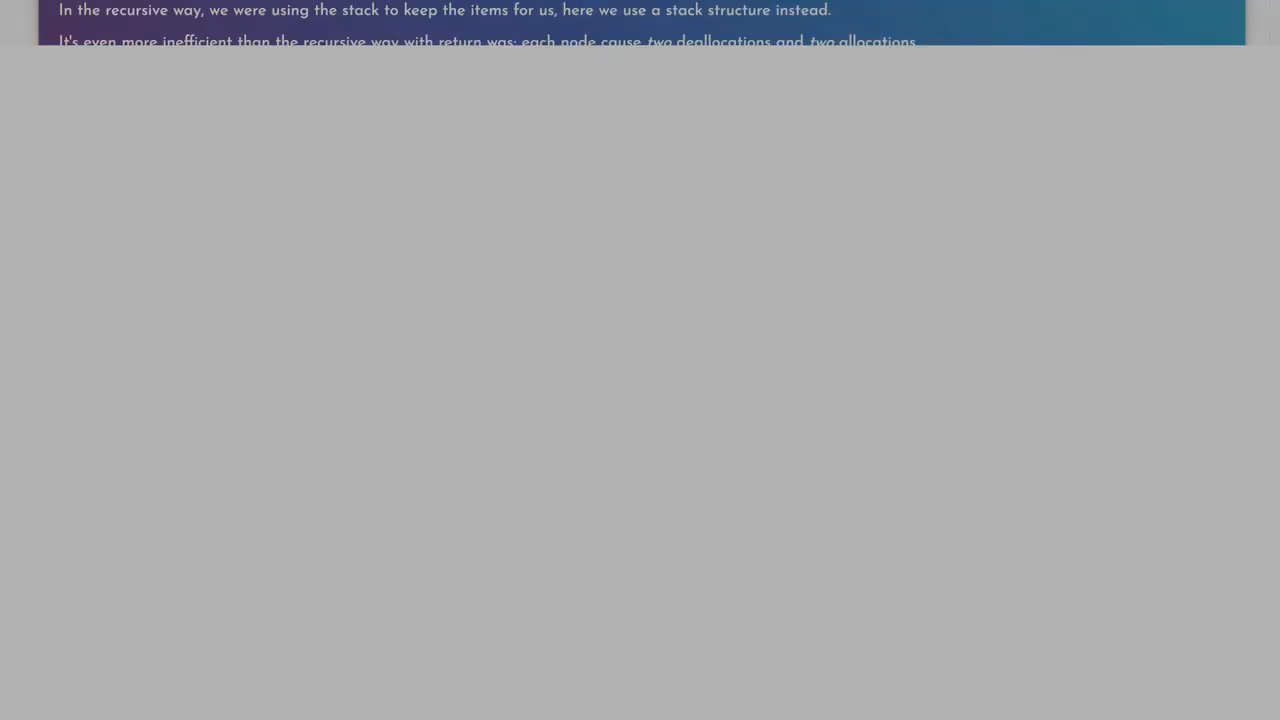 In the recursive way, we were using the stack to keep the items for us, here we use a stack structure instead.
It's even more inefficient than the recursive way with return was: each node cause two deallocations and two allocations